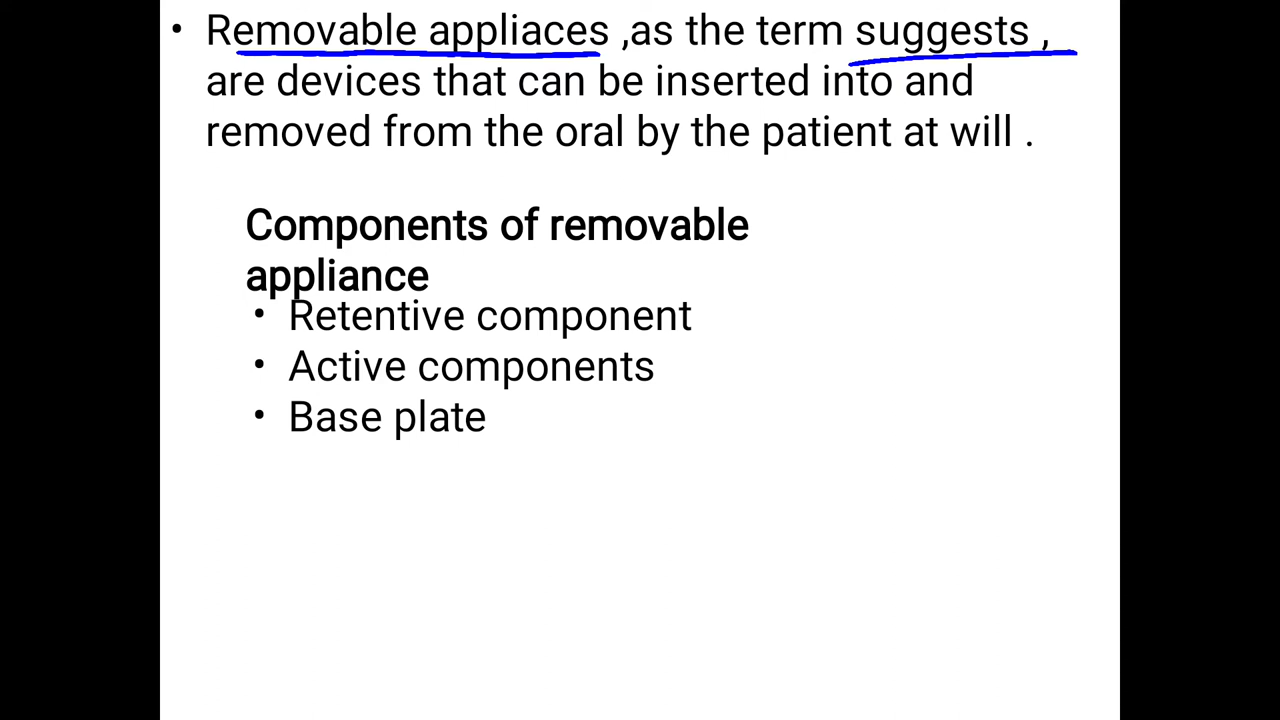 • Removable appliaces ,as the term suggests ,
are devices that can be inserted into and
removed from the oral by the patient at will .
Components of removable
appliance
• Retentive component
• Active components
• Base plate